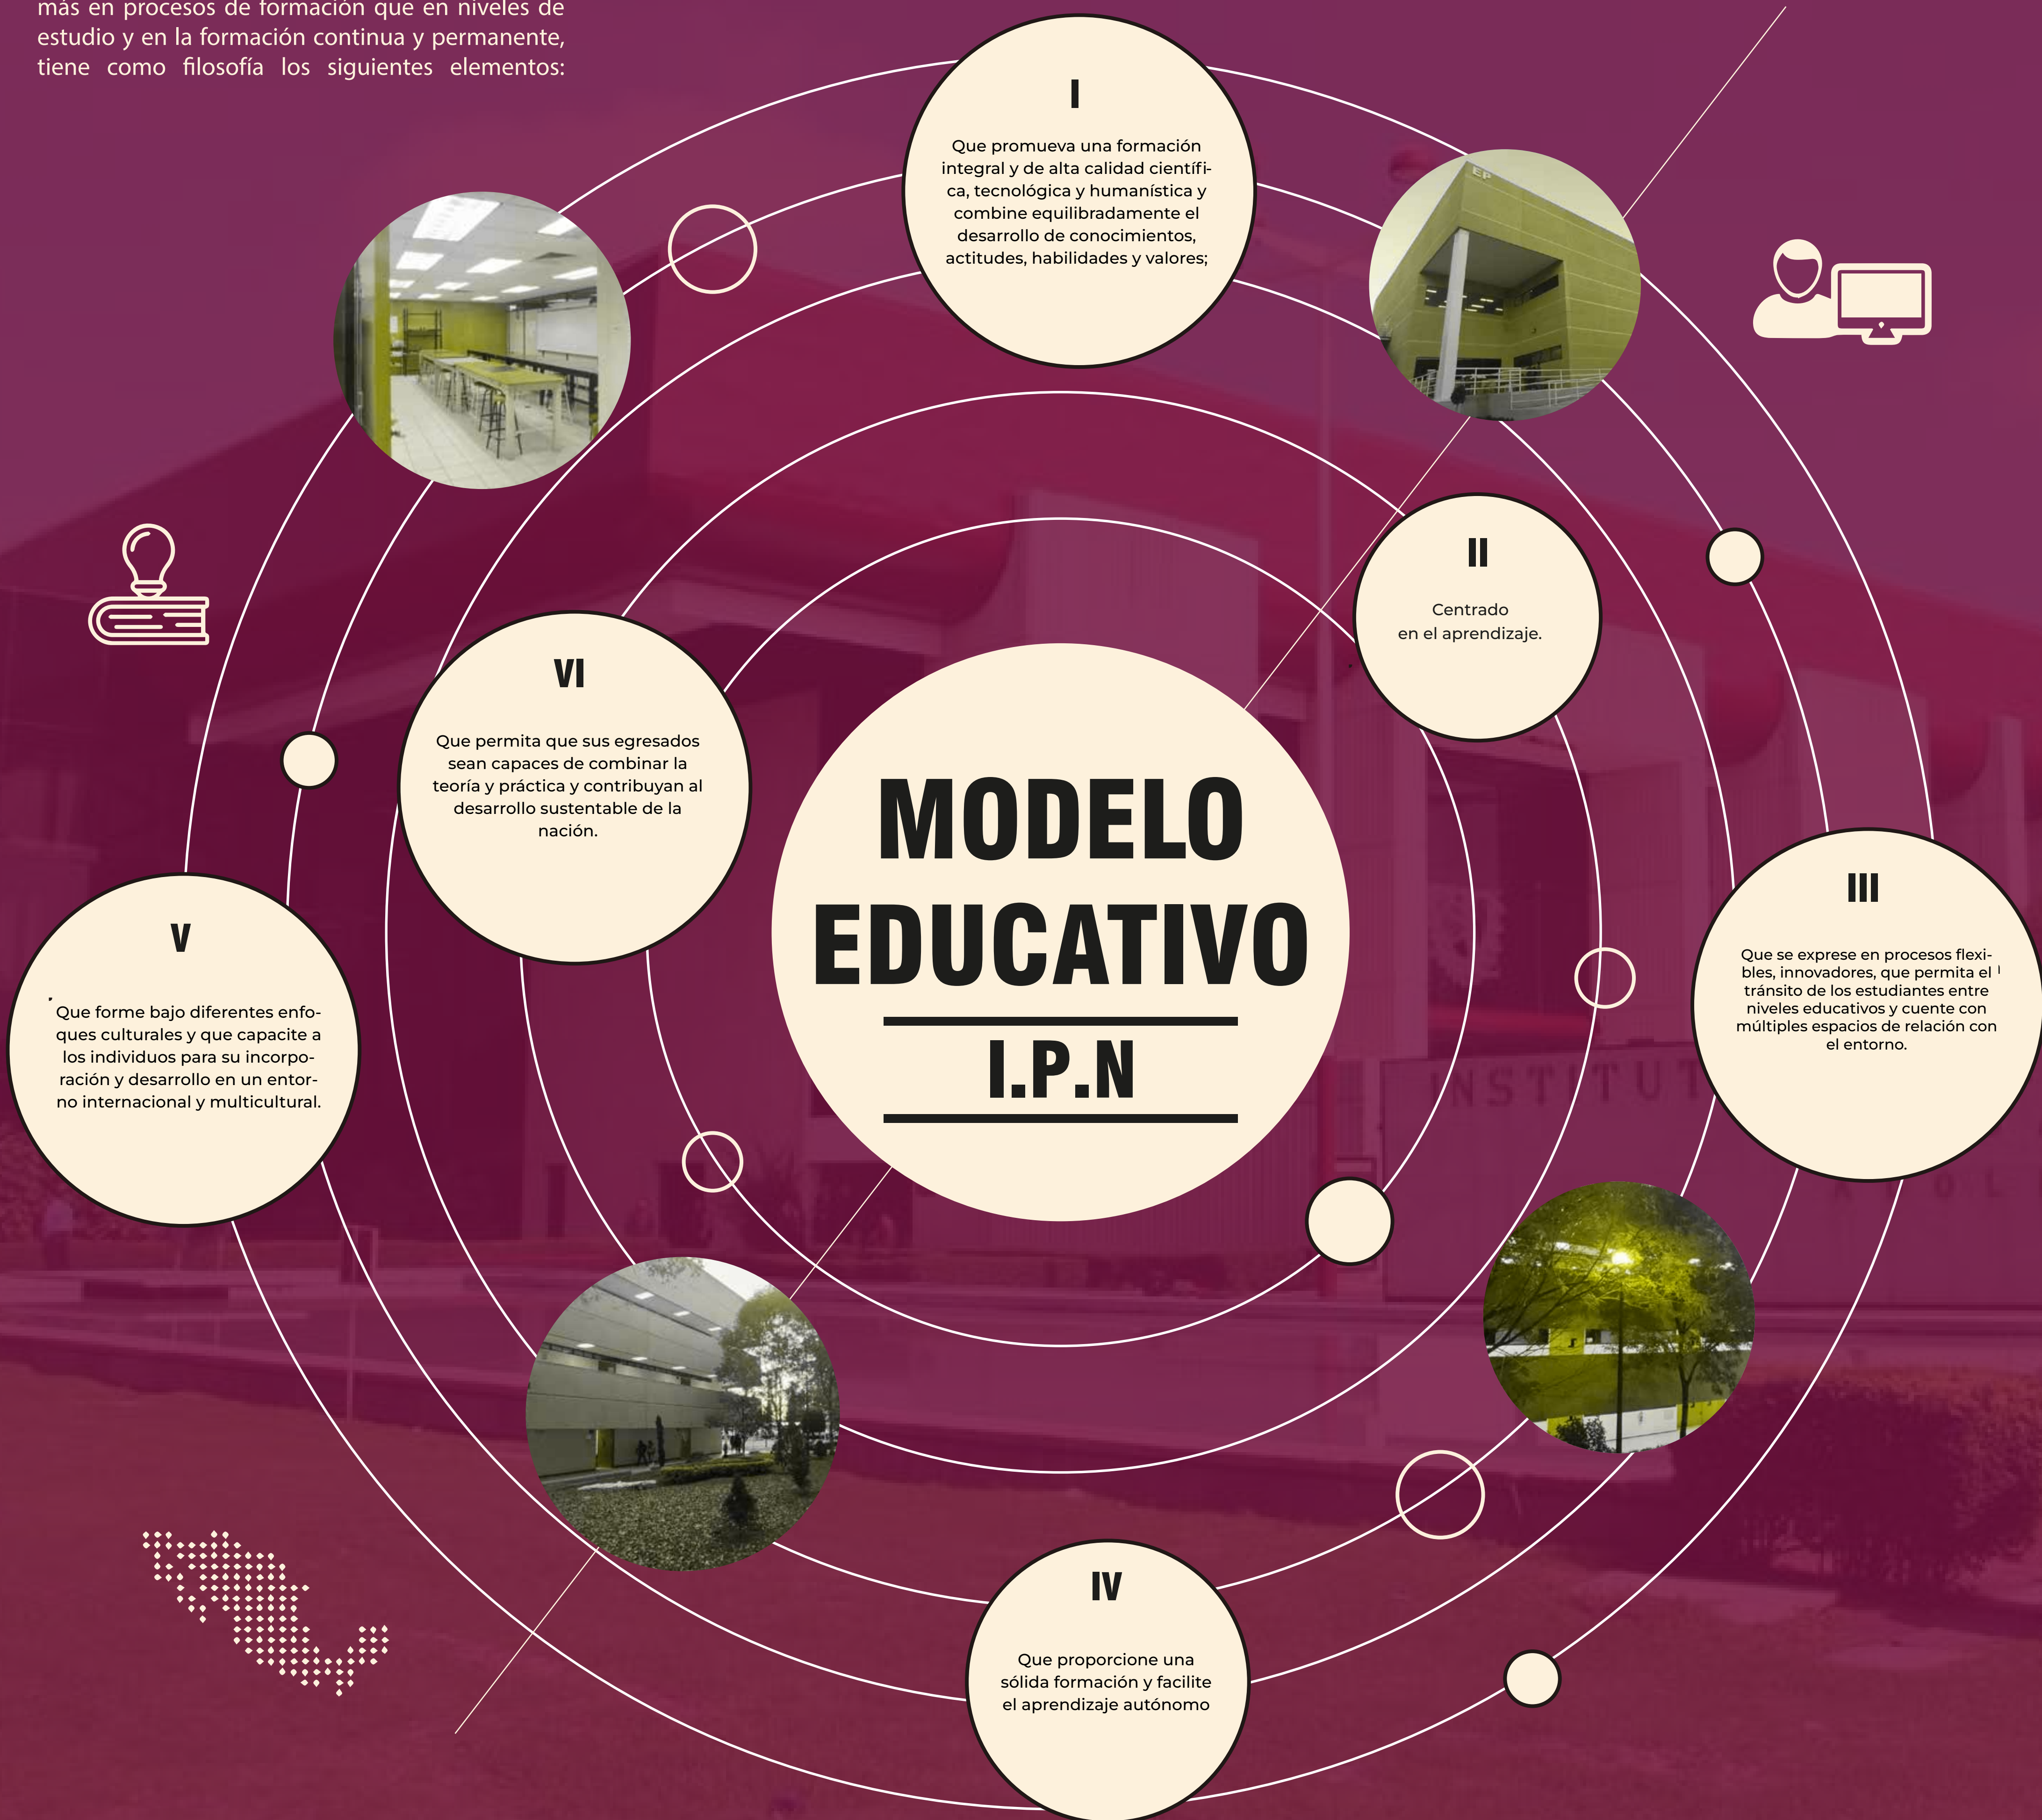 más en procesos de formación que en niveles de
estudio y en la formación continua y permanente,
tiene como filosofía los siguientes elementos:
I
Que promueva una formación
integral y de alta calidad científi-
ca, tecnológica y humanística y
combine equilibradamente el
desarrollo de conocimientos,
actitudes, habilidades y valores;
EP
II
Centrado
en el aprendizaje.
VI
Que permita que sus egresados
sean capaces de combinar la
teoría y práctica y contribuyan al
desarrollo sustentable de la
nación.
MODELO
EDUCATIVO
I.P.N
III
Que se exprese en procesos flexi-
bles, innovadores, que permita el
tránsito de los estudiantes entre
niveles educativos y cuente con
múltiples espacios de relación con
el entorno.
V
Que forme bajo diferentes enfo-
ques culturales y que capacite a
los individuos para su incorpo-
ración y desarrollo en un entor-
no internacional y multicultural.
INSTITUT
IV
Que proporcione una
sólida formación y facilite
el aprendizaje autónomo